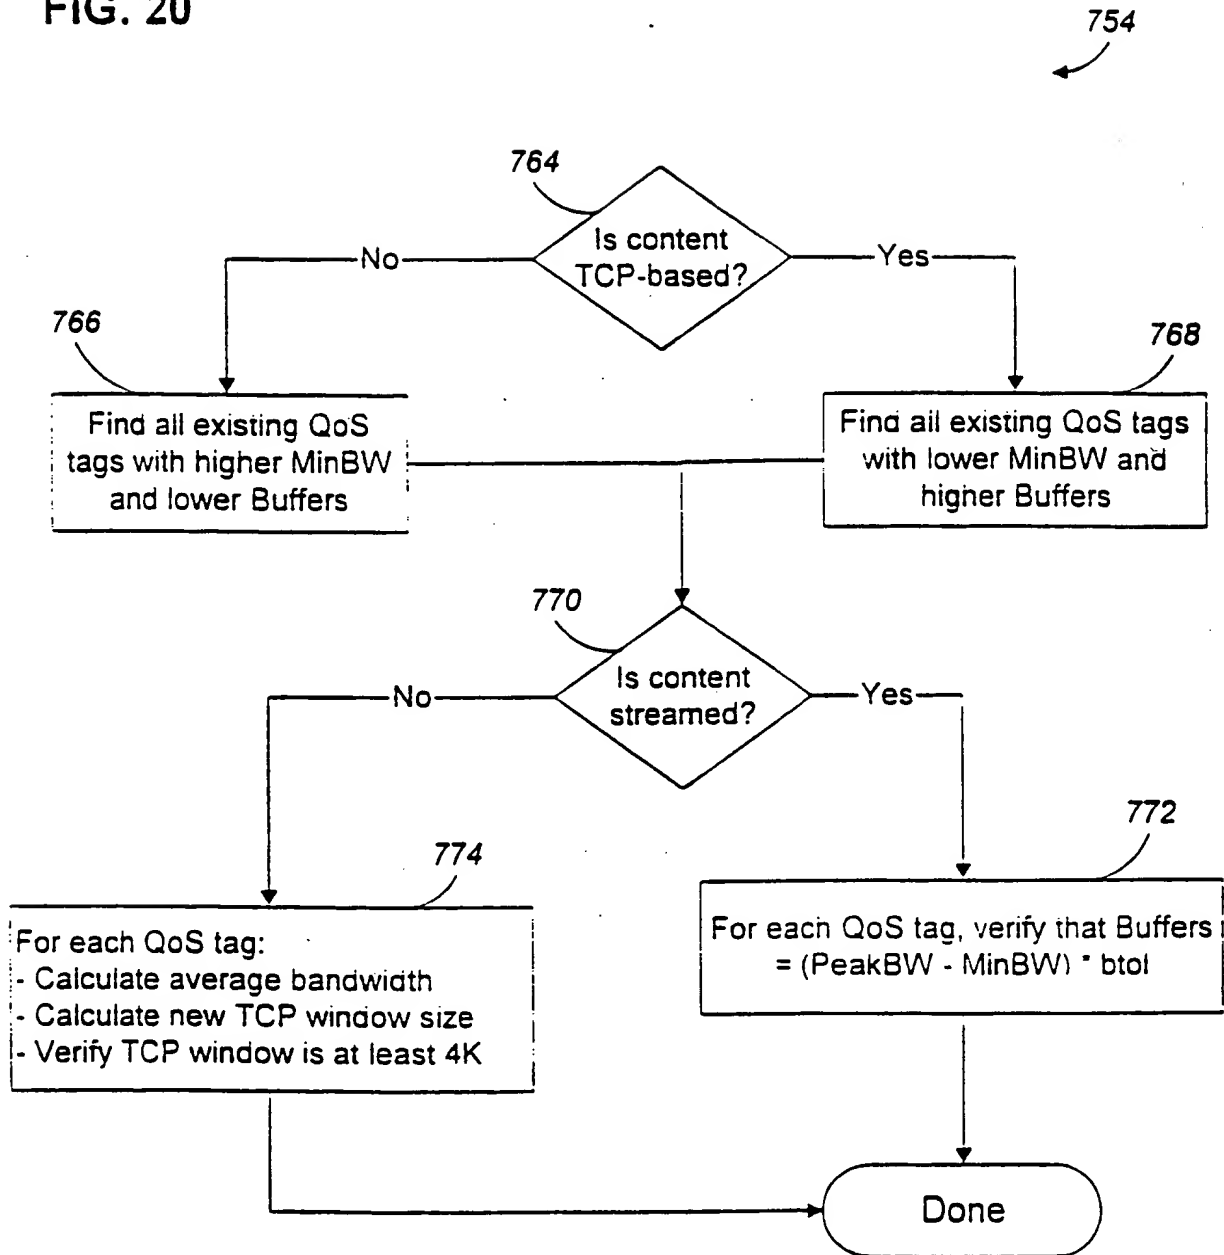 FIG. 20
754
764
Is content
TCP-based?
No
Yes
766
768
Find all existing QoS
tags with higher MinBW
and lower Buffers
Find all existing QoS tags
with lower MinBW and
higher Buffers
770
Is content
streamed?
No
Yes
774
772
For each QoS tag:
- Calculate average bandwidth
- Calculate new TCP window size
- Verify TCP window is at least 4K
For each QoS tag, verify that Buffers
= (PeakBW - MinBW) * btol
Done